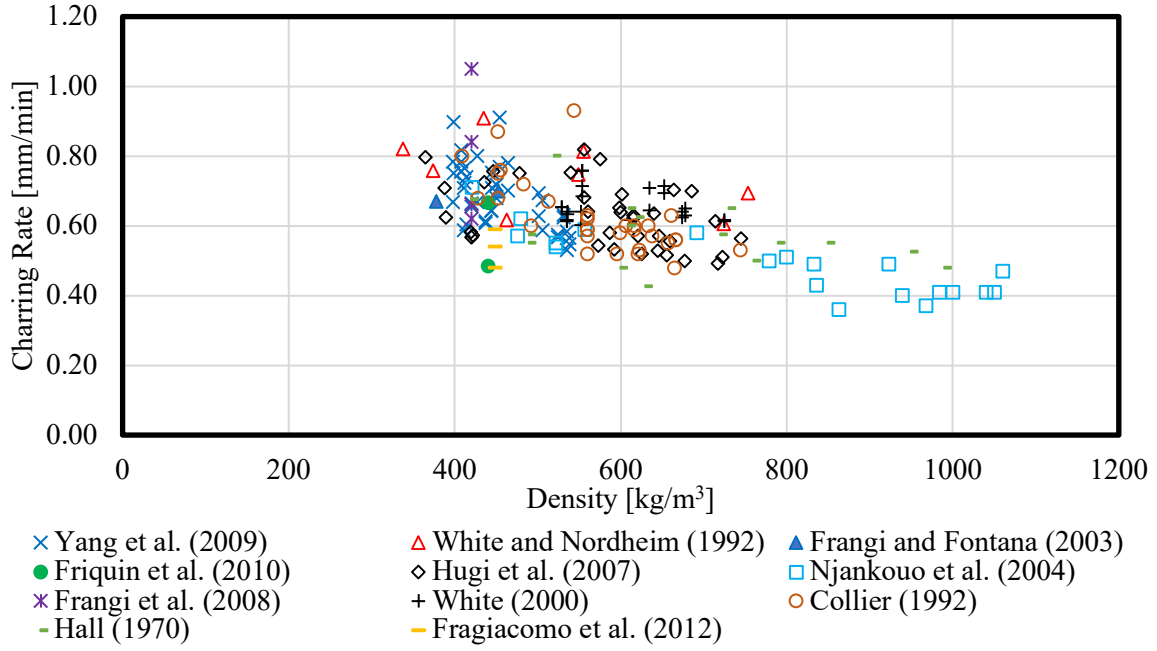 1.20
1.00
0.80
0.60
0.40
0.20
0.00
Charring Rate [mm/min]
0 200 400 600 800 1000 1200
Density [kg/m³]
Yang et al. (2009) White and Nordheim (1992) Frangi and Fontana (2003)
Friquin et al. (2010) Hugi et al. (2007) Njankouo et al. (2004)
Frangi et al. (2008) White (2000) Collier (1992)
Hall (1970) Fragiacomo et al. (2012)